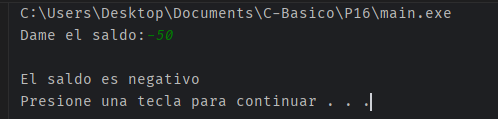 C:\Users\Desktop\Documents\C-Basico\P16\main.exe
Dame el saldo:-50
El saldo es negativo
Presione una tecla para continuar . . .